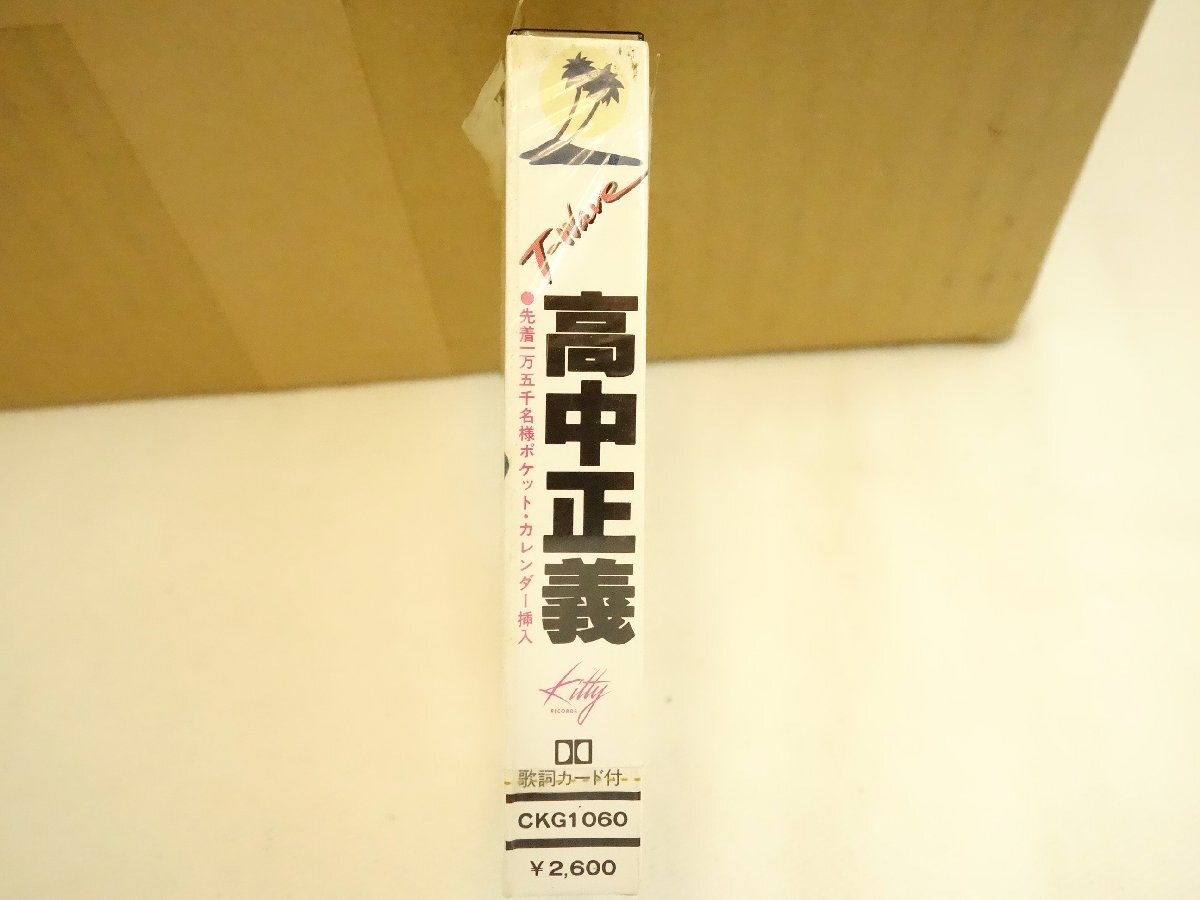 T-Wave
高中正義
●先着一万五千名様ポケット・カレンダー挿入
Kitty
RECORDS
歌詞カード付
CKG1060
¥2,600